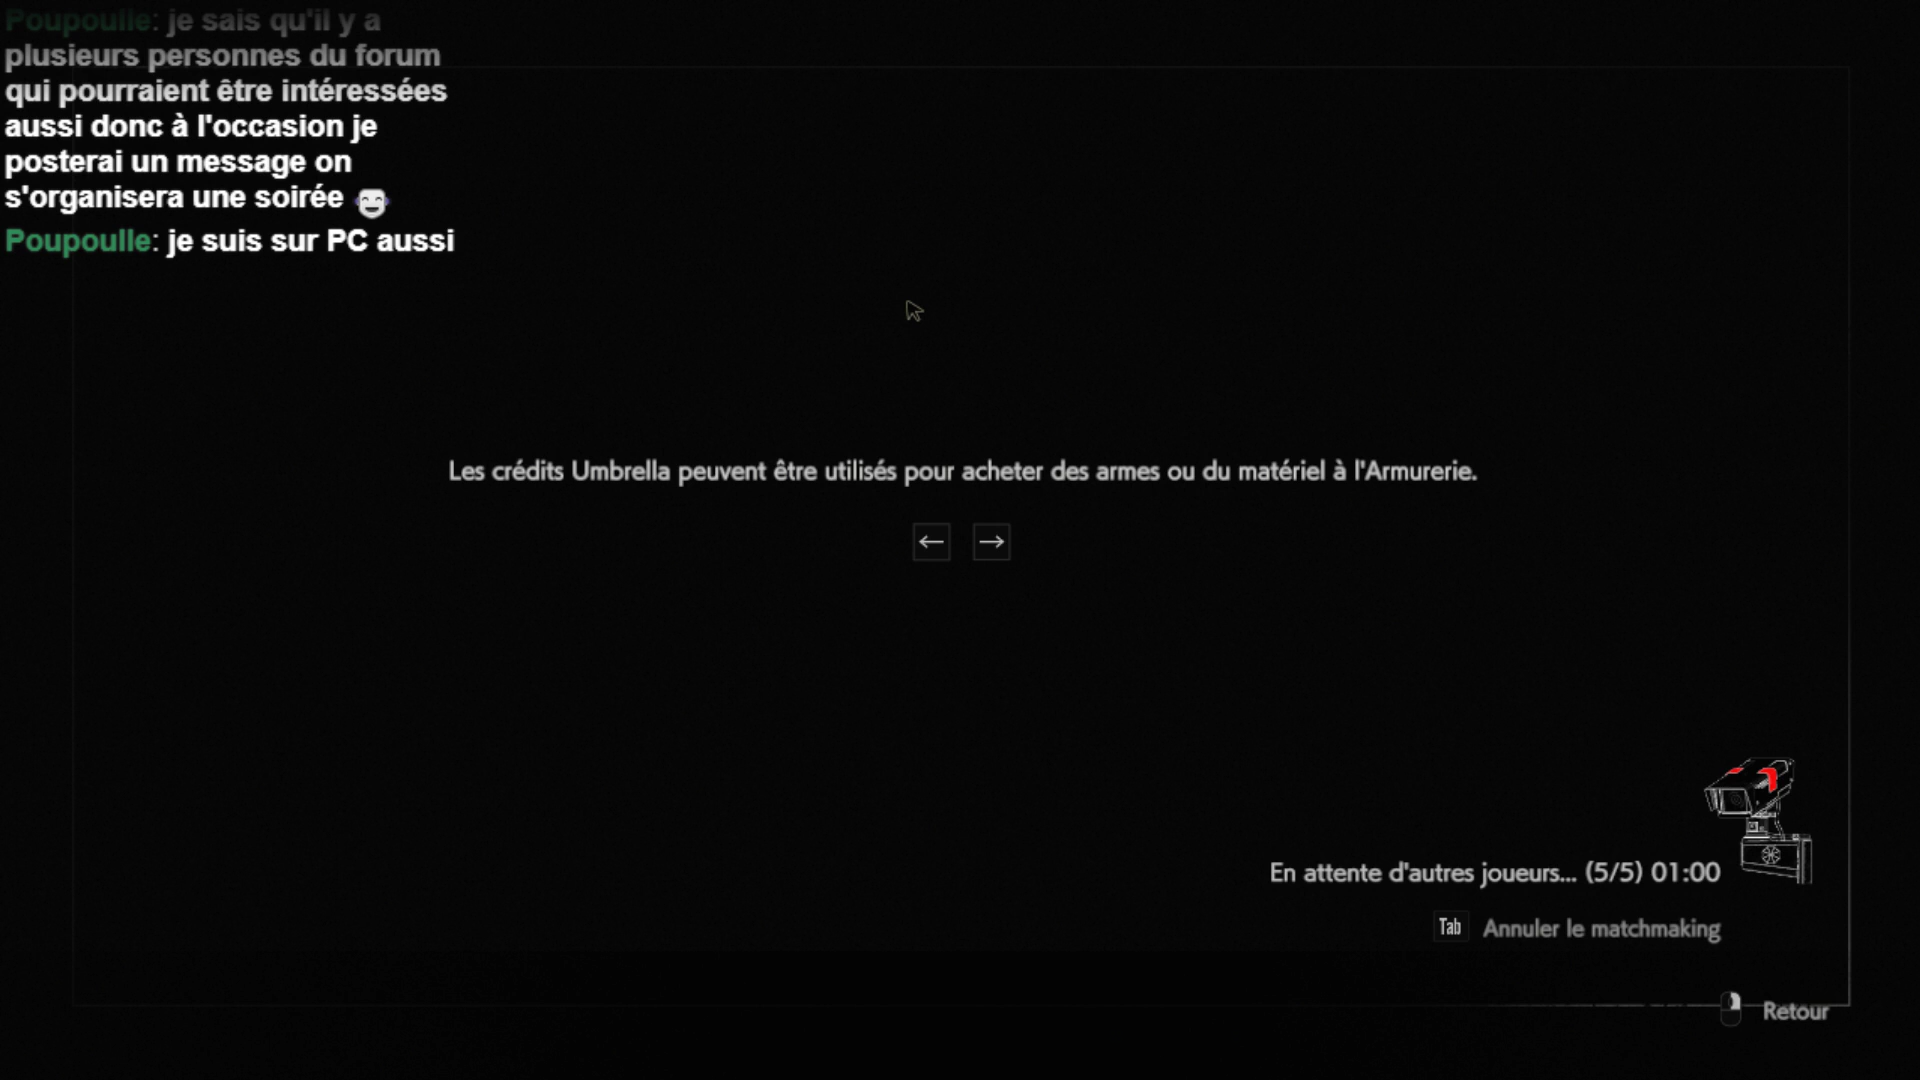 Poupoulle: je sais qu'il y a
plusieurs personnes du forum
qui pourraient être intéressées
aussi donc à l'occasion je
posterai un message on
s'organisera une soirée
Poupoulle: je suis sur PC aussi
Les crédits Umbrella peuvent être utilisés pour acheter des armes ou du matériel à l'Armurerie.
← →
En attente d'autres joueurs... (5/5) 01:00
Tab Annuler le matchmaking
Retour